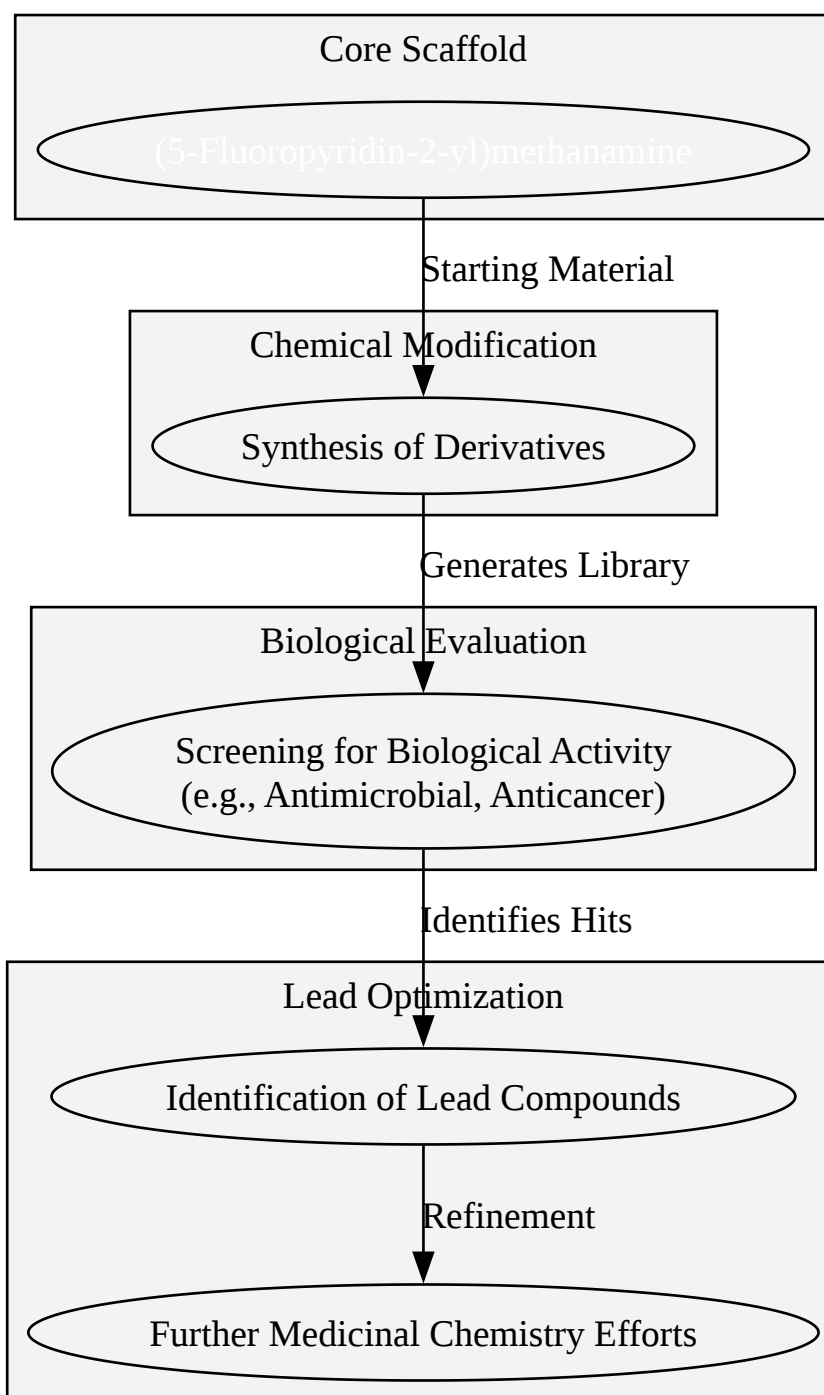 Core Scaffold
(5-Fluoropyridin-2-yl)methanamine
Starting Material
Chemical Modification
Synthesis of Derivatives
Generates Library
Biological Evaluation
Screening for Biological Activity
(e.g., Antimicrobial, Anticancer)
Identifies Hits
Lead Optimization
Identification of Lead Compounds
Refinement
Further Medicinal Chemistry Efforts